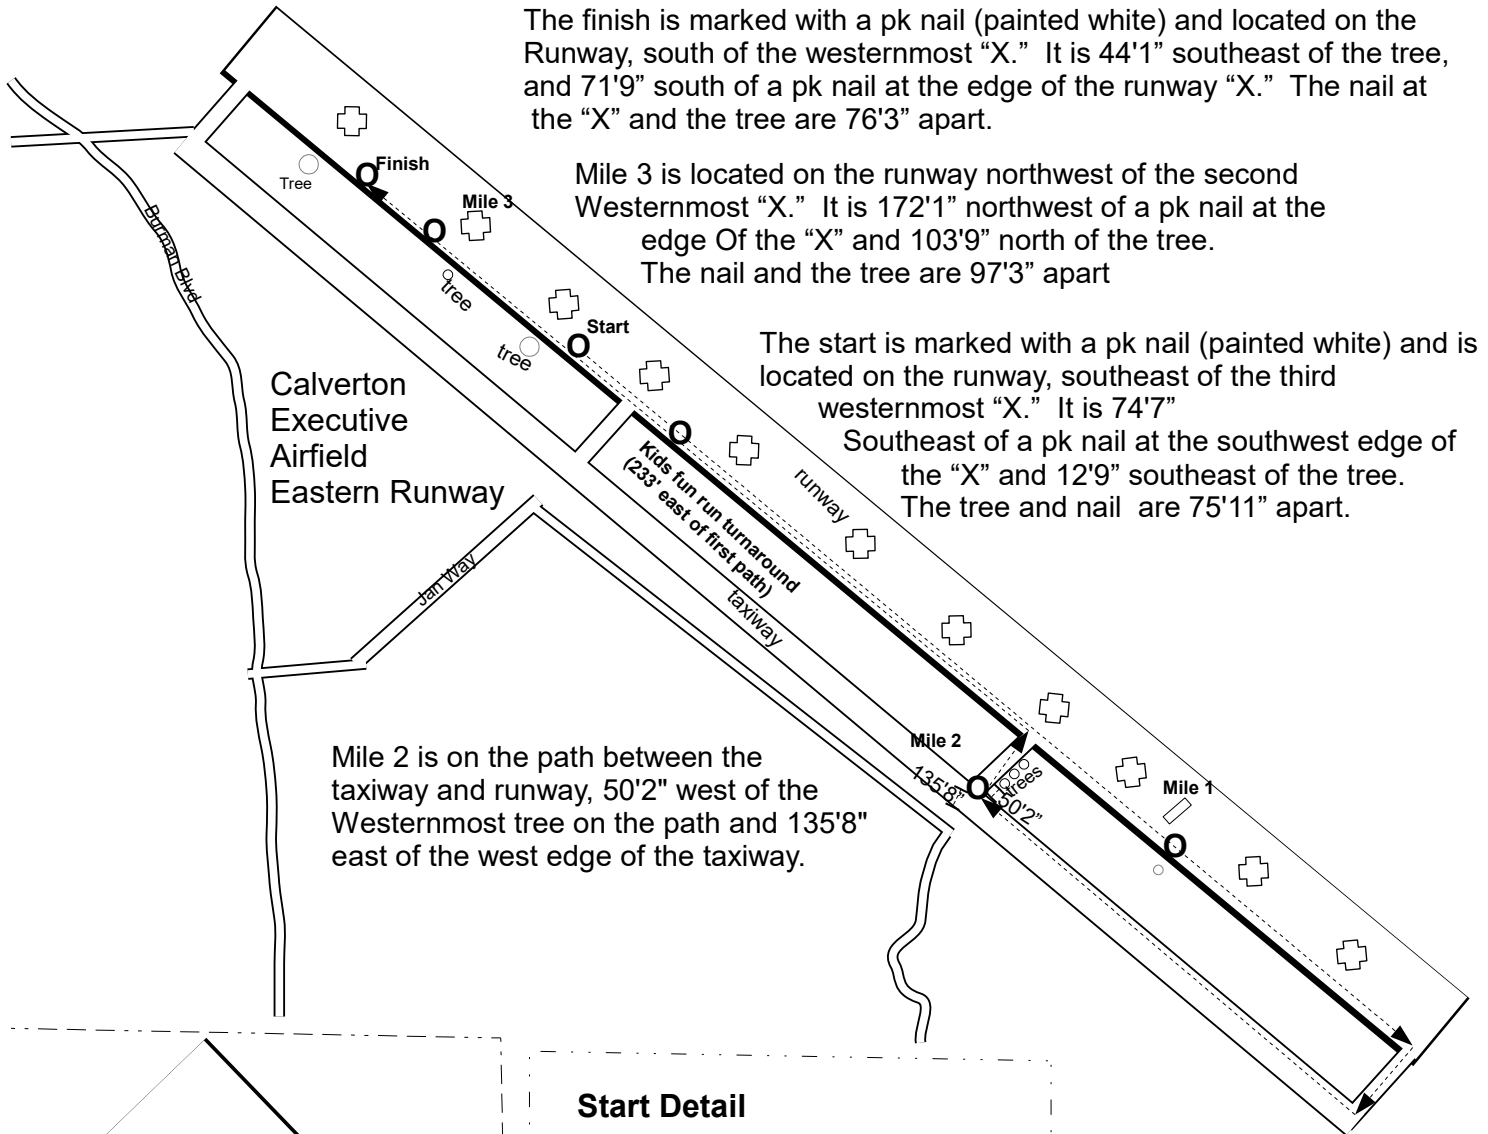 The finish is marked with a pk nail (painted white) and located on the
Runway, south of the westernmost “X.” It is 44'1” southeast of the tree,
and 71'9” south of a pk nail at the edge of the runway “X.” The nail at
the “X” and the tree are 76'3” apart.
Finish
Tree
Mile 3 is located on the runway northwest of the second
Westernmost “X.” It is 172'1” northwest of a pk nail at the
edge Of the “X” and 103'9” north of the tree.
The nail and the tree are 97'3” apart
Mile 3
Burman Blvd
tree
Start
tree
The start is marked with a pk nail (painted white) and is
located on the runway, southeast of the third
westernmost “X.” It is 74'7”
Southeast of a pk nail at the southwest edge of
the “X” and 12'9” southeast of the tree.
The tree and nail are 75'11” apart.
Calverton
Executive
Airfield
Eastern Runway
runway
Kids fun run turnaround
(233' east of first path)
Jan Way
taxiway
Mile 2 is on the path between the
taxiway and runway, 50'2" west of the
Westernmost tree on the path and 135'8"
east of the west edge of the taxiway.
Mile 2
135'8”
trees
50'2”
Mile 1
Start Detail